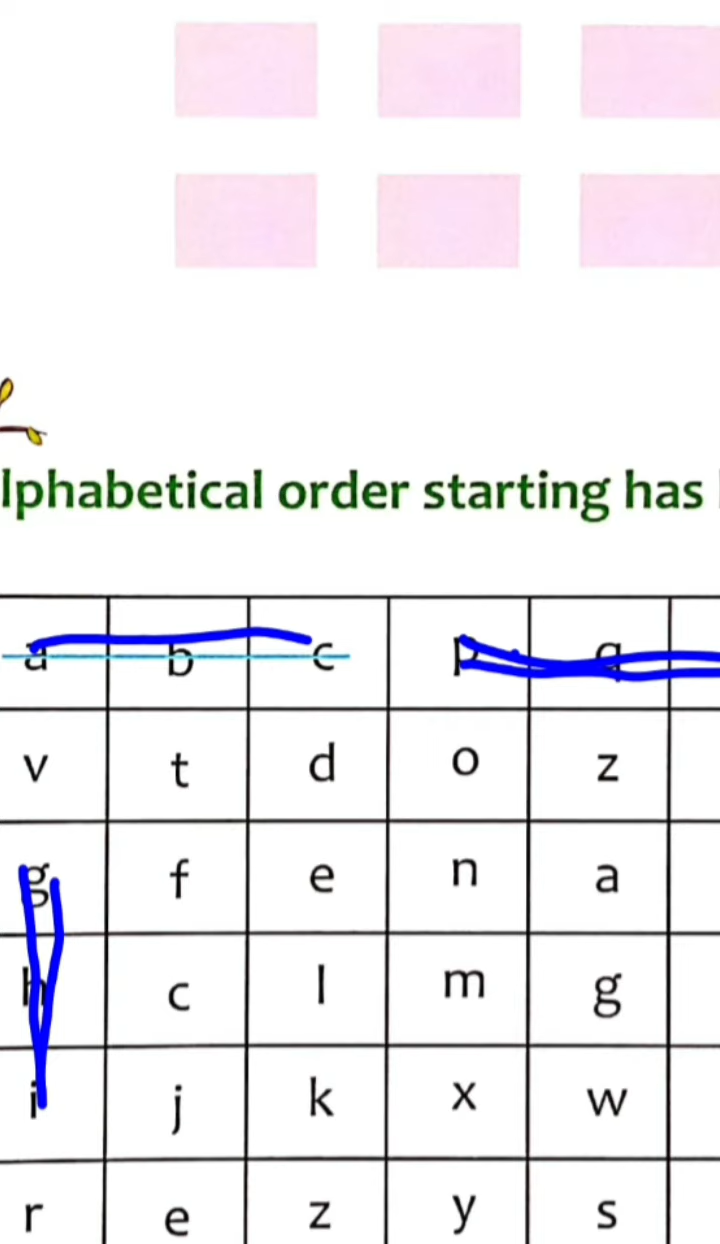 lphabetical order starting has
a b c p q
v t d o z
g f e n a
h c l m g
i j k x w
r e z y s